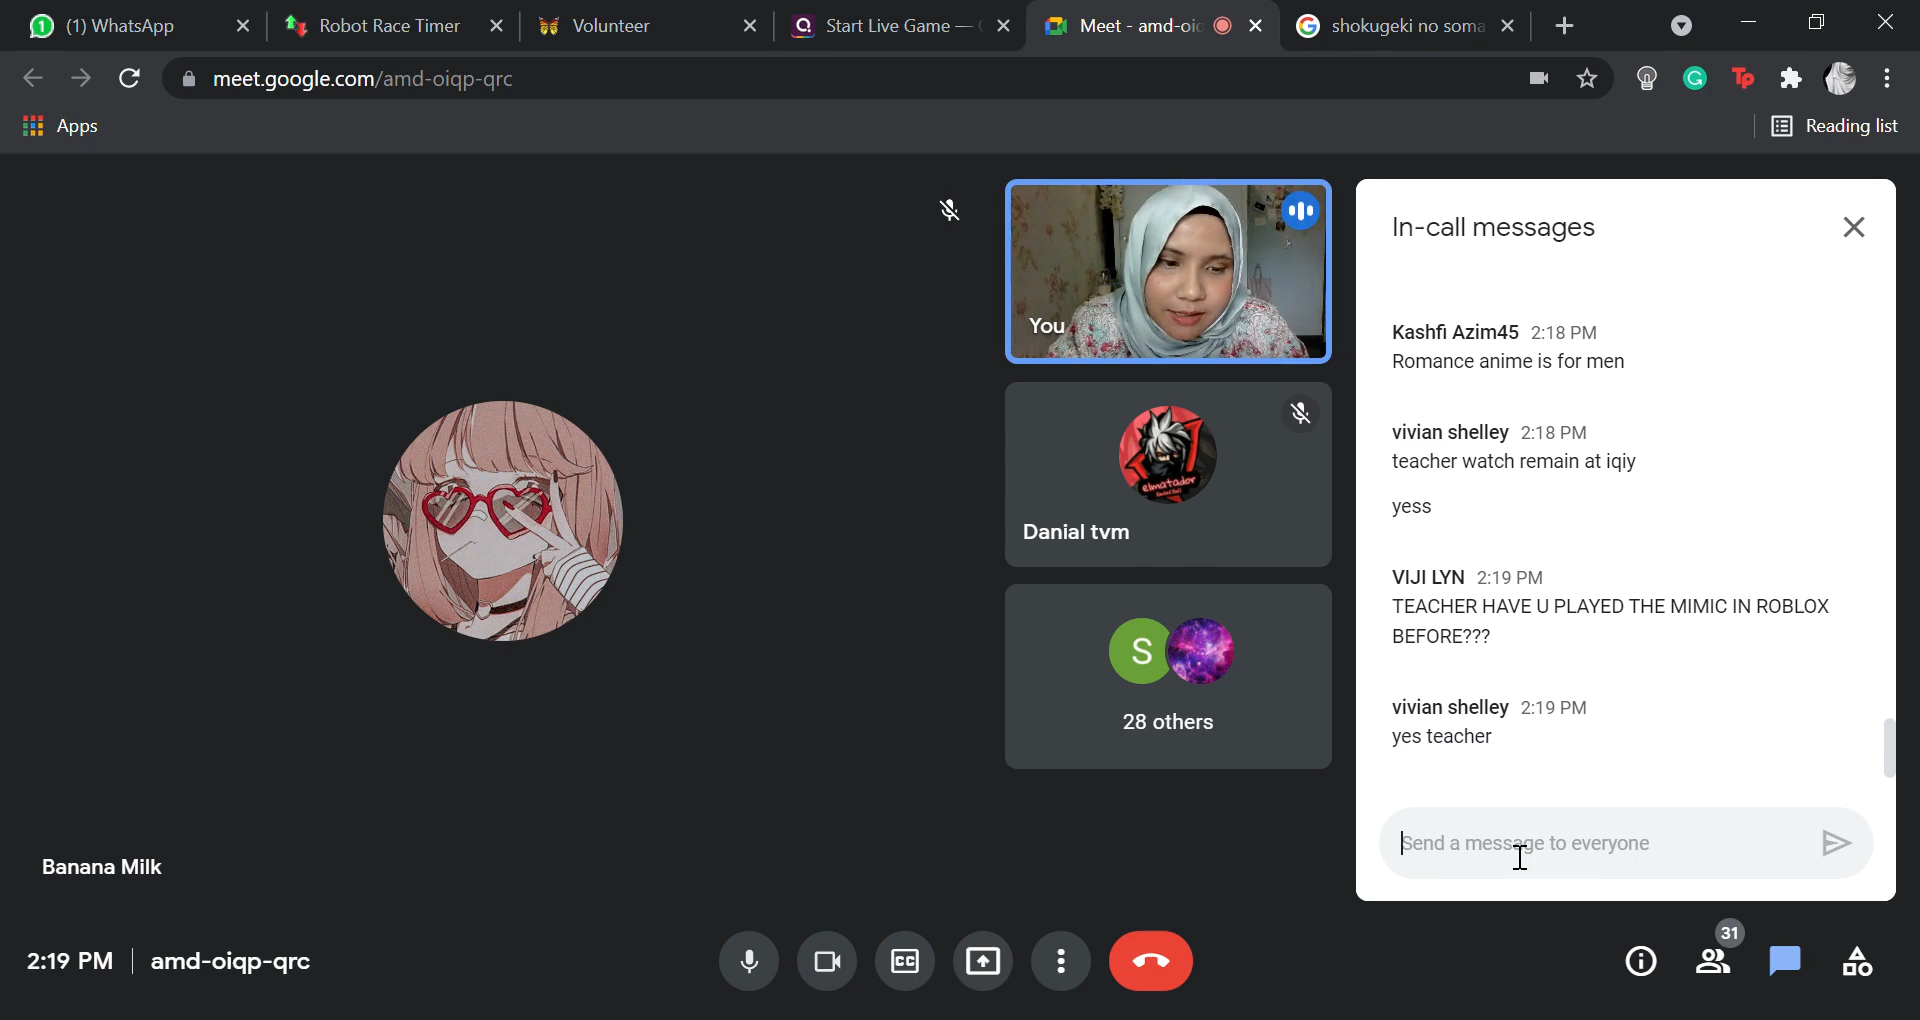 (1) WhatsApp
Robot Race Timer
Volunteer
Start Live Game —
Meet - amd-oiq
shokugeki no soma
meet.google.com/amd-oiqp-qrc
Apps
Reading list
You
elmatador
Danial tvm
S
28 others
Banana Milk
In-call messages
Kashfi Azim45 2:18 PM
Romance anime is for men
vivian shelley 2:18 PM
teacher watch remain at iqiy
yess
VIJI LYN 2:19 PM
TEACHER HAVE U PLAYED THE MIMIC IN ROBLOX
BEFORE???
vivian shelley 2:19 PM
yes teacher
Send a message to everyone
2:19 PM | amd-oiqp-qrc
CC
31